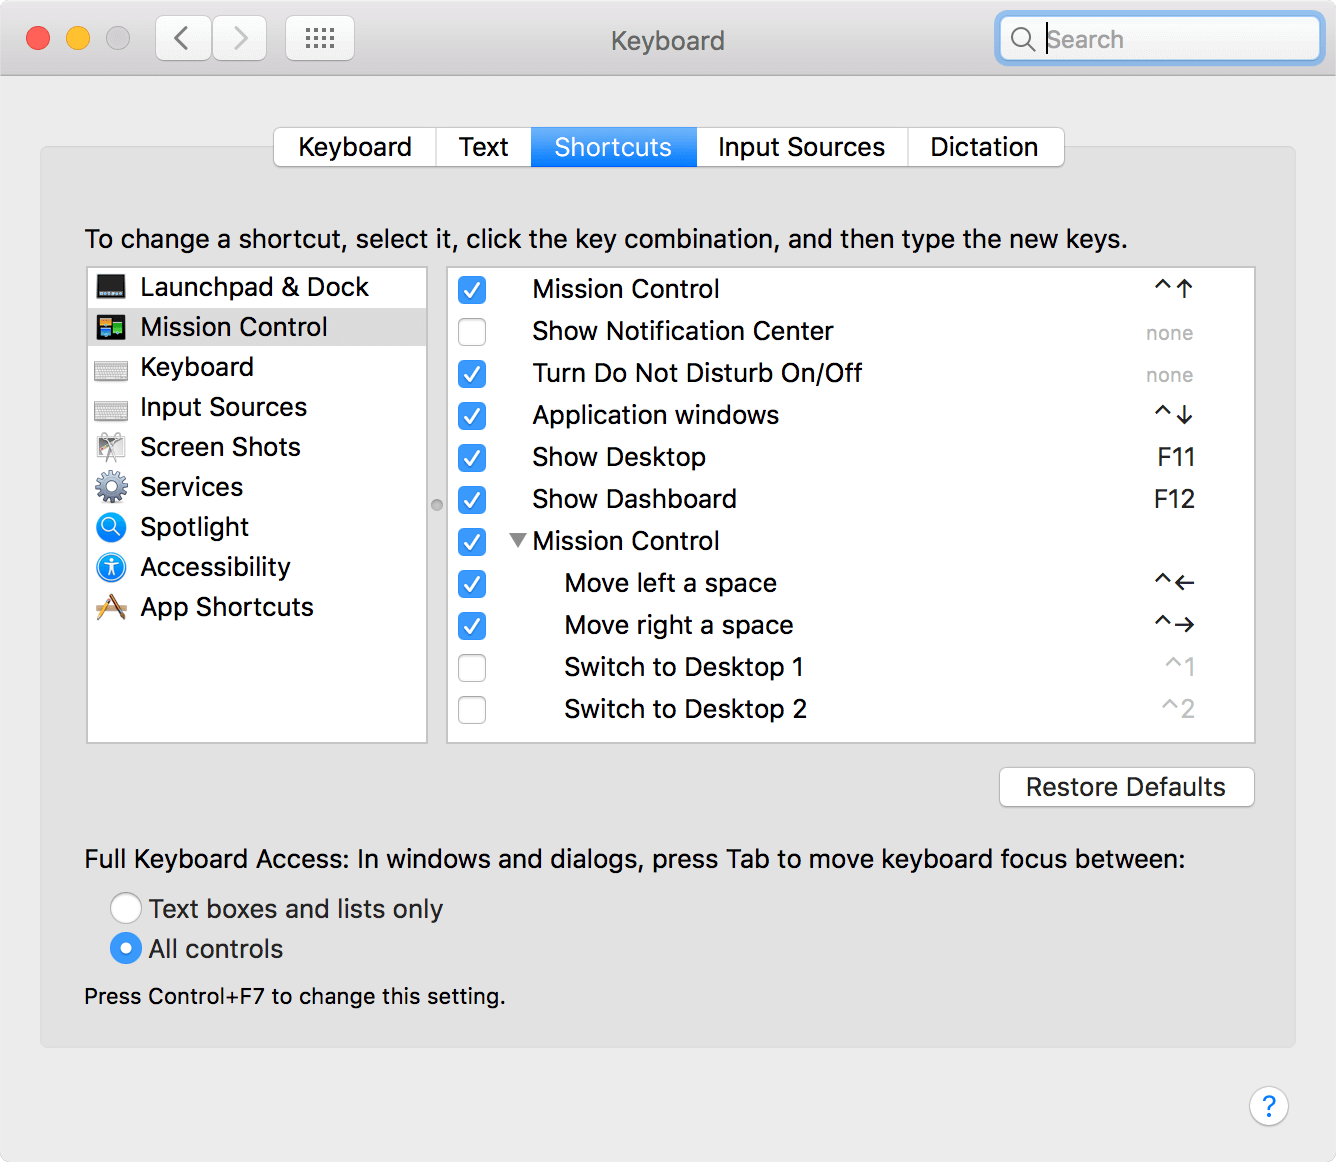 Keyboard
Search
Keyboard Text Shortcuts Input Sources Dictation
To change a shortcut, select it, click the key combination, and then type the new keys.
Launchpad & Dock
Mission Control
Keyboard
Input Sources
Screen Shots
Services
Spotlight
Accessibility
App Shortcuts
Mission Control ^↑
Show Notification Center none
Turn Do Not Disturb On/Off none
Application windows ^↓
Show Desktop F11
Show Dashboard F12
Mission Control
Move left a space ^←
Move right a space ^→
Switch to Desktop 1 ^1
Switch to Desktop 2 ^2
Restore Defaults
Full Keyboard Access: In windows and dialogs, press Tab to move keyboard focus between:
Text boxes and lists only
All controls
Press Control+F7 to change this setting.
?